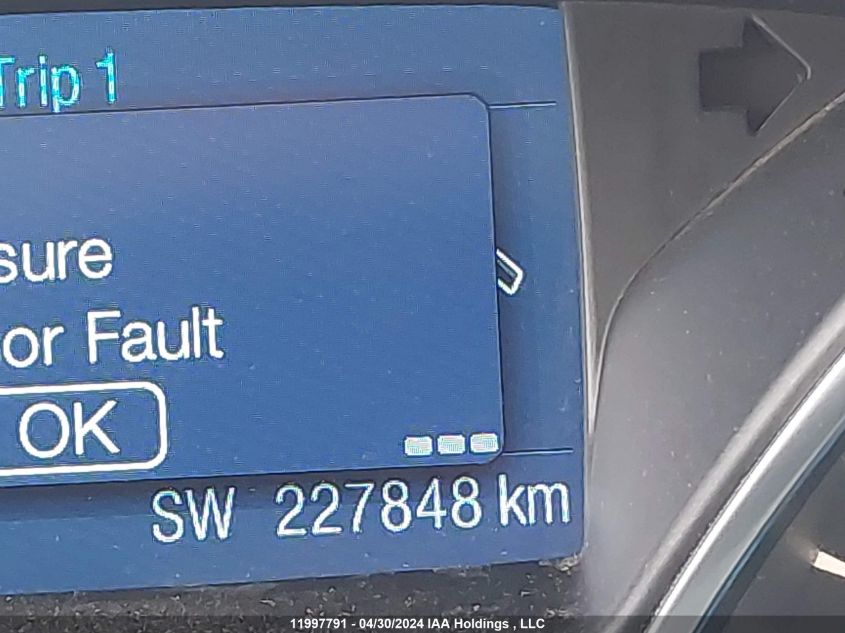 Trip 1
sure
or Fault
OK
SW 227848 km
11997791 - 04/30/2024 IAA Holdings , LLC